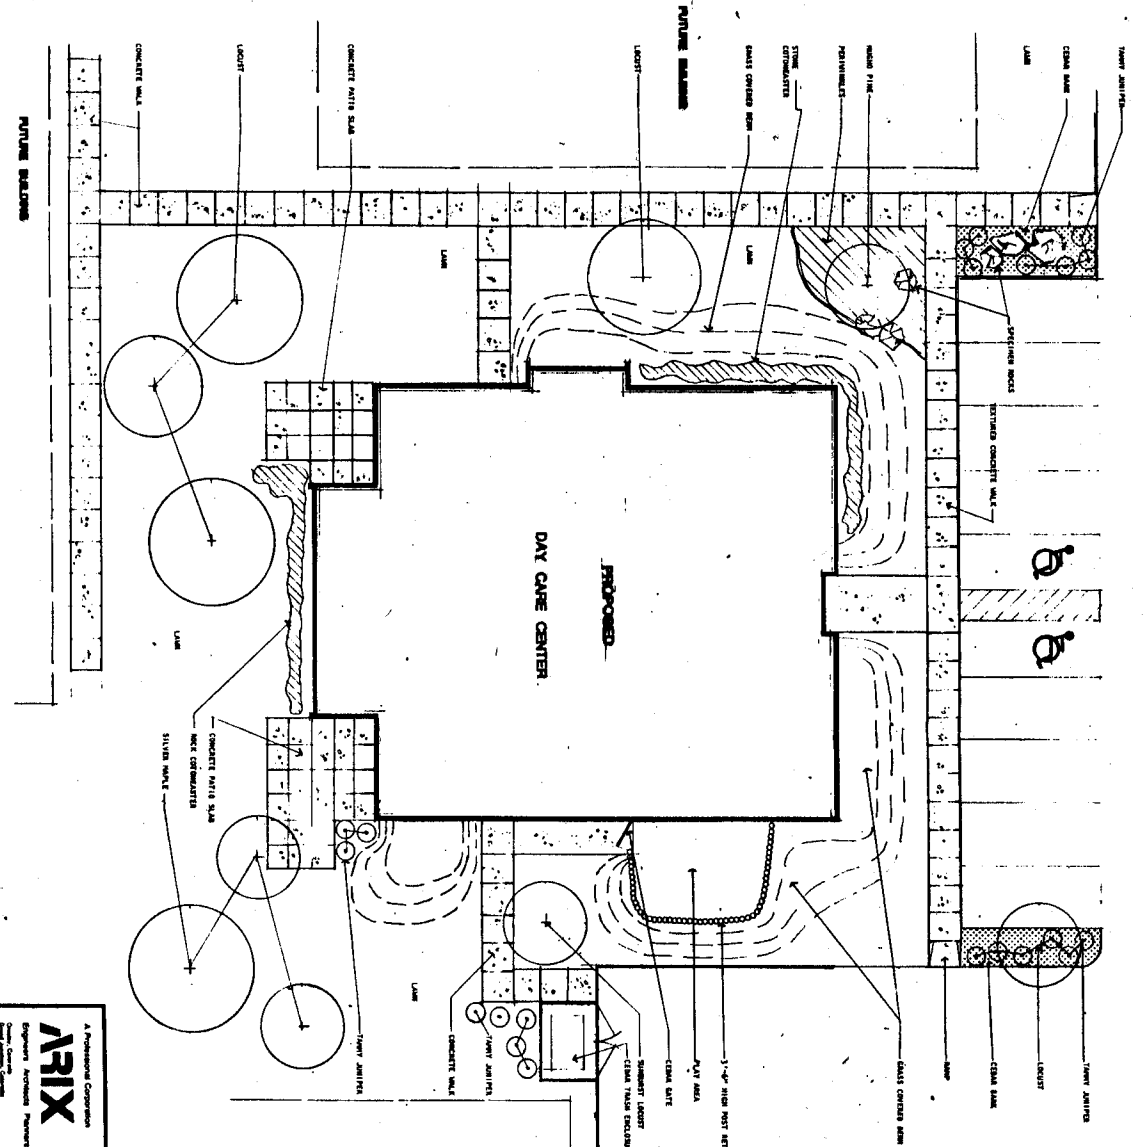 TAMMY JUNIPER
CEDAR BARK
LAWN
MUGHO PINE
PERIWINKLES
STONE
COTONEASTER
GRASS COVERED BERM
FUTURE BUILDING
LOCUST
CONCRETE PATIO SLAB
LOCUST
CONCRETE WALK
FUTURE BUILDING
LAWN
LAWN
SPECIMEN ROCKS
TEXTURED CONCRETE WALK
PROPOSED
DAY CARE CENTER
LAWN
CONCRETE PATIO SLAB
ROCK COTONEASTER
SILVER MAPLE
LAWN
TAMMY JUNIPER
LOCUST
CEDAR BARK
RAMP
GRASS COVERED BERM
3'-6" HIGH POST
PLAY AREA
CEDAR GATE
SUNBURST LOCUST
CEDAR TRASH
TAMMY JUNIPER
CONCRETE WALK
TAMMY JUNIPER
A Professional Corporation
ARIX
Engineers Architects Planners